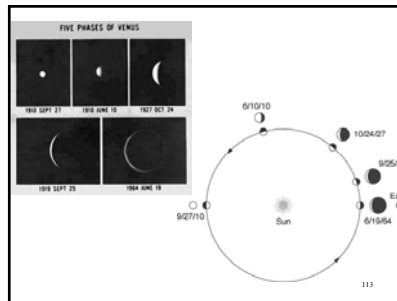 FIVE PHASES OF VENUS
1910 SEPT 27
1910 JUNE 10
1927 OCT 24
1919 SEPT 25
1964 JUNE 19
6/10/10
10/24/27
9/25/
9/27/10
Sun
6/19/64
113